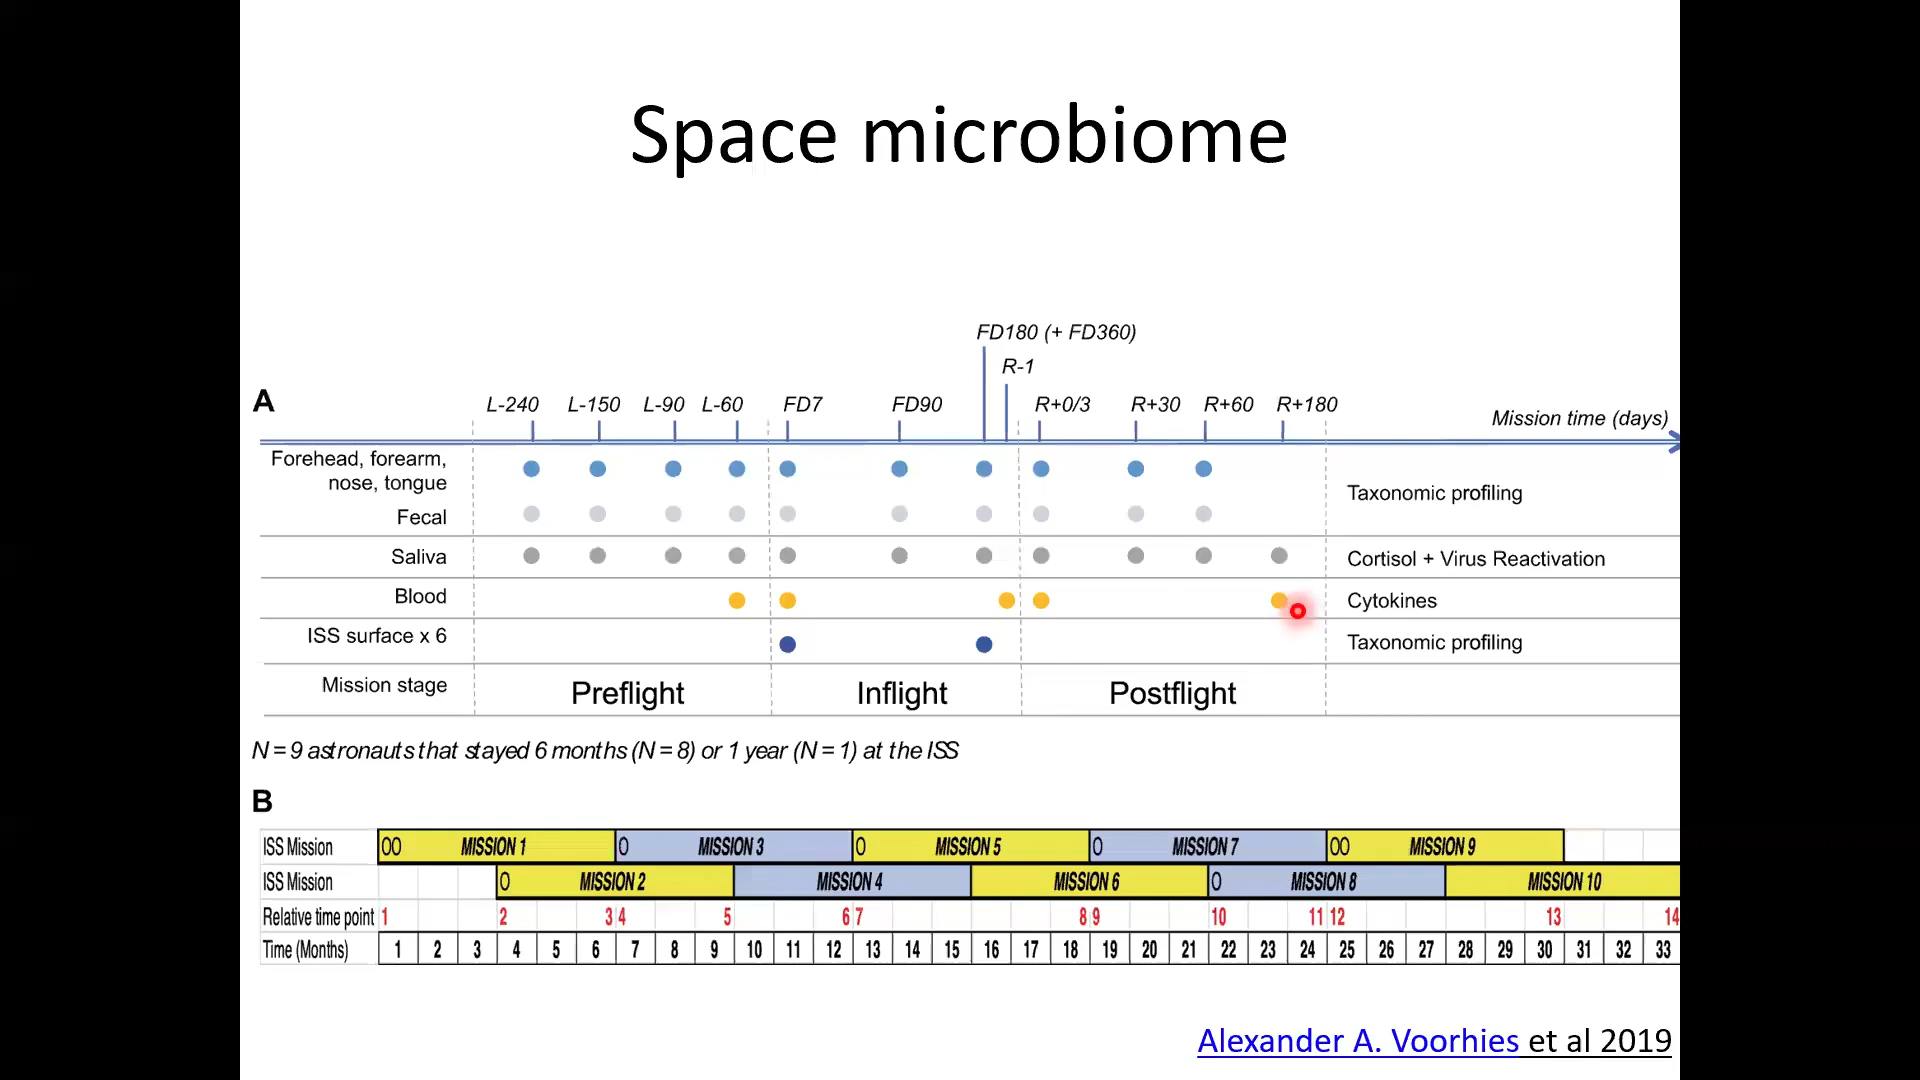 Space microbiome
FD180 (+ FD360)
R-1
A
L-240 L-150 L-90 L-60 FD7 FD90 R+0/3 R+30 R+60 R+180
Mission time (days)
Forehead, forearm,
nose, tongue
Taxonomic profiling
Fecal
Saliva
Cortisol + Virus Reactivation
Blood
Cytokines
ISS surface x 6
Taxonomic profiling
Mission stage
Preflight Inflight Postflight
N = 9 astronauts that stayed 6 months (N = 8) or 1 year (N = 1) at the ISS
B
ISS Mission OO MISSION 1 O MISSION 3 O MISSION 5 O MISSION 7 OO MISSION 9
ISS Mission O MISSION 2 MISSION 4 MISSION 6 O MISSION 8 MISSION 10
Relative time point 1 2 3 4 5 6 7 8 9 10 11 12 13 14
Time (Months) 1 2 3 4 5 6 7 8 9 10 11 12 13 14 15 16 17 18 19 20 21 22 23 24 25 26 27 28 29 30 31 32 33
Alexander A. Voorhies et al 2019